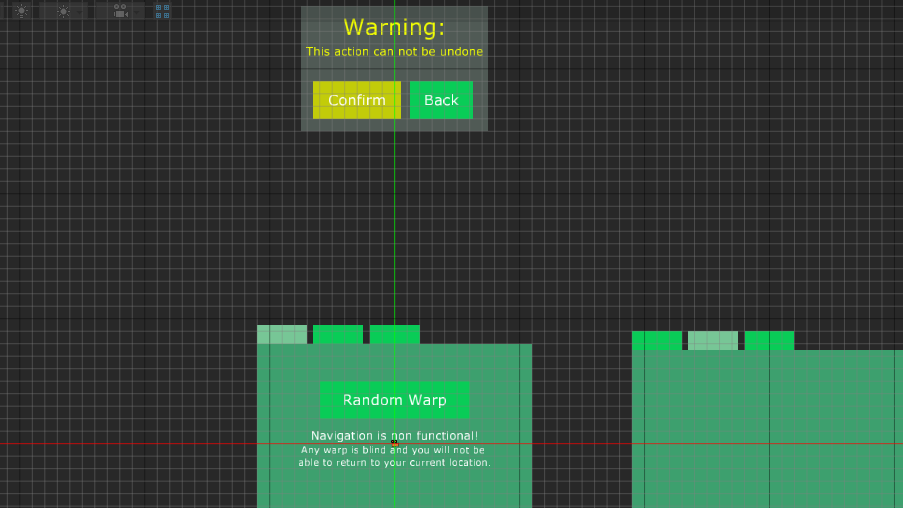 Warning:
This action can not be undone
Confirm
Back
Random Warp
Navigation is non functional!
Any warp is blind and you will not be
able to return to your current location.